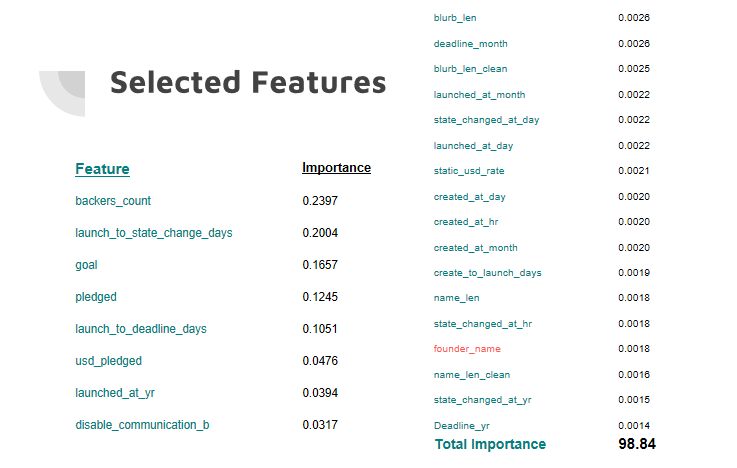 Selected Features
Feature Importance
backers_count 0.2397
launch_to_state_change_days 0.2004
goal 0.1657
pledged 0.1245
launch_to_deadline_days 0.1051
usd_pledged 0.0476
launched_at_yr 0.0394
disable_communication_b 0.0317
blurb_len 0.0026
deadline_month 0.0026
blurb_len_clean 0.0025
launched_at_month 0.0022
state_changed_at_day 0.0022
launched_at_day 0.0022
static_usd_rate 0.0021
created_at_day 0.0020
created_at_hr 0.0020
created_at_month 0.0020
create_to_launch_days 0.0019
name_len 0.0018
state_changed_at_hr 0.0018
founder_name 0.0018
name_len_clean 0.0016
state_changed_at_yr 0.0015
Deadline_yr 0.0014
Total Importance 98.84